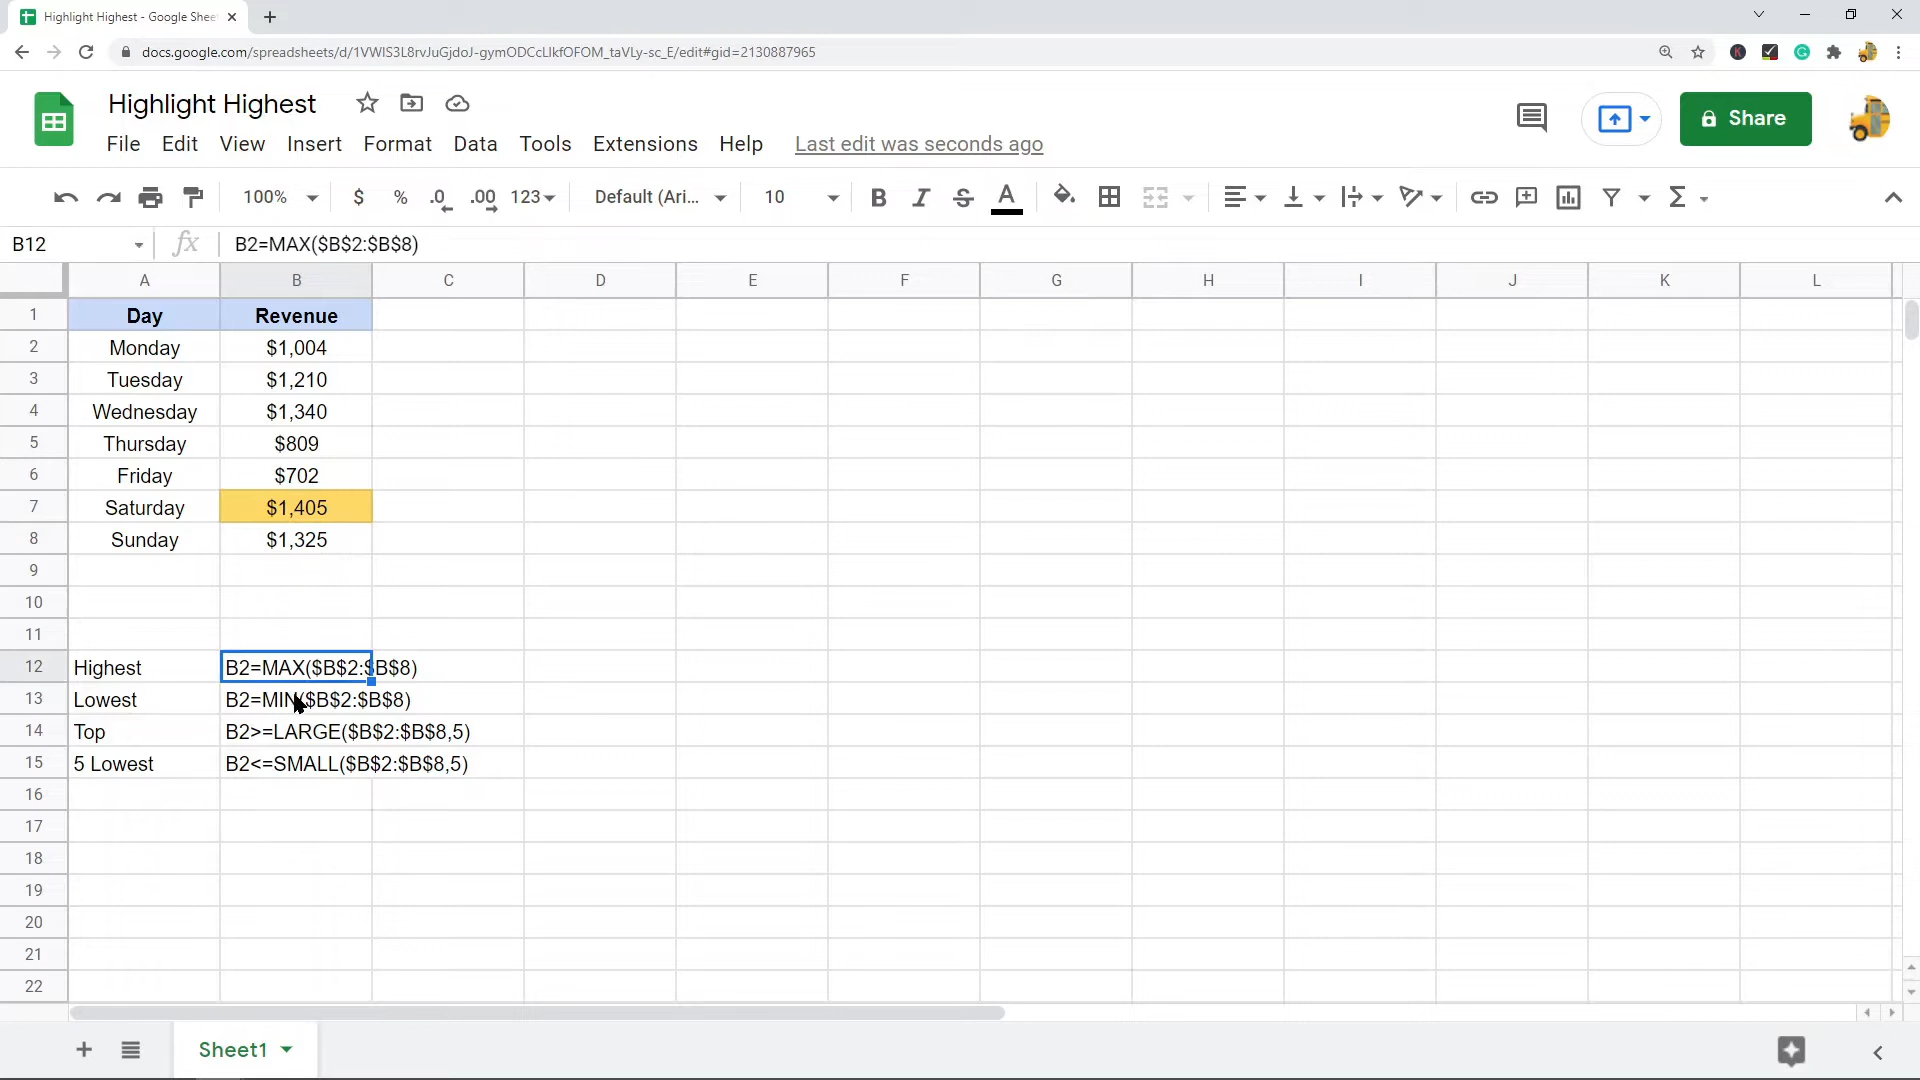 Highlight Highest - Google Shee
docs.google.com/spreadsheets/d/1VWIS3L8rvJuGjdoJ-gymODCcLIkfOFOM_taVLy-sc_E/edit#gid=2130887965
Highlight Highest
Share
File Edit View Insert Format Data Tools Extensions Help Last edit was seconds ago
100% $ % .0 .00 123 Default (Ari... 10 B I S A Σ
B12 fx B2=MAX($B$2:$B$8)
A B C D E F G H I J K L
1 Day Revenue
2 Monday $1,004
3 Tuesday $1,210
4 Wednesday $1,340
5 Thursday $809
6 Friday $702
7 Saturday $1,405
8 Sunday $1,325
9
10
11
12 Highest B2=MAX($B$2:$B$8)
13 Lowest B2=MIN($B$2:$B$8)
14 Top B2>=LARGE($B$2:$B$8,5)
15 5 Lowest B2<=SMALL($B$2:$B$8,5)
16
17
18
19
20
21
22
Sheet1